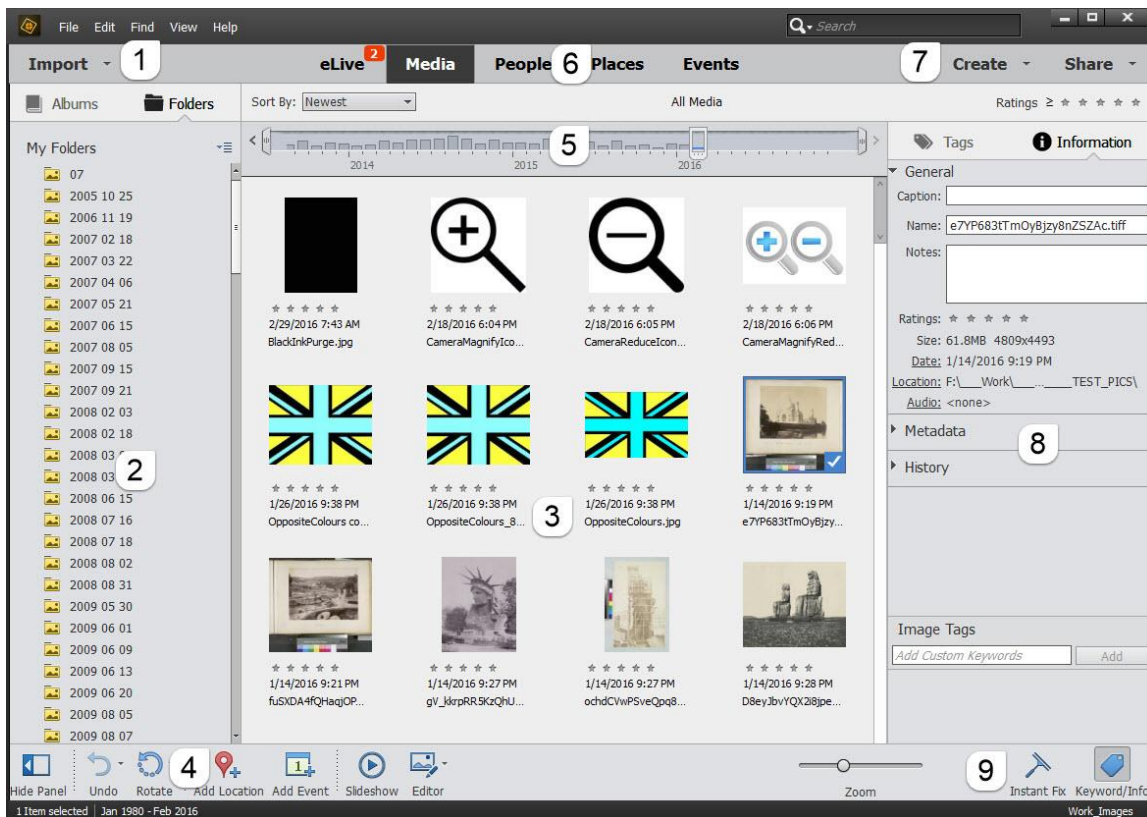 File Edit Find View Help
Search
Import 1 eLive 2 Media People 6 Places Events 7 Create Share
Albums Folders Sort By: Newest All Media Ratings ≥
My Folders
5
2014 2015 2016
Tags Information
07
2005 10 25
2006 11 19
2007 02 18
2007 03 22
2007 04 06
2007 05 21
2007 06 15
2007 08 05
2007 09 15
2007 09 21
2008 02 03
2008 02 18
2008 03
2008 03
2
2008 06 15
2008 07 16
2008 07 18
2008 08 02
2008 08 31
2009 05 30
2009 06 01
2009 06 09
2009 06 13
2009 06 20
2009 08 05
2009 08 07
2/29/2016 7:43 AM 2/18/2016 6:04 PM 2/18/2016 6:05 PM 2/18/2016 6:06 PM
BlackInkPurge.jpg CameraMagnifyIco... CameraReduceIcon... CameraMagnifyRed...
1/26/2016 9:38 PM 1/26/2016 9:38 PM 1/26/2016 9:38 PM 1/14/2016 9:19 PM
OppositeColours co... OppositeColours_8... 3 OppositeColours.jpg e7YP683tTmOyBjzy...
1/14/2016 9:21 PM 1/14/2016 9:27 PM 1/14/2016 9:27 PM 1/14/2016 9:28 PM
fuSXDA4fQHaqjOP... gV_kkrpRR5KzQhU... ochdCVwPSveQpq8... D8eyJbvYQX2i8jpe...
General
Caption:
Name: e7YP683tTmOyBjzy8nZSZAc.tiff
Notes:
Ratings:
Size: 61.8MB 4809x4493
Date: 1/14/2016 9:19 PM
Location: F:\___Work\___...____TEST_PICS\
Audio: <none>
Metadata
8
History
Image Tags
Add Custom Keywords Add
4 9
1
Hide Panel Undo Rotate Add Location Add Event Slideshow Editor Zoom Instant Fix Keyword/Info
1 Item selected Jan 1980 - Feb 2016 Work_Images